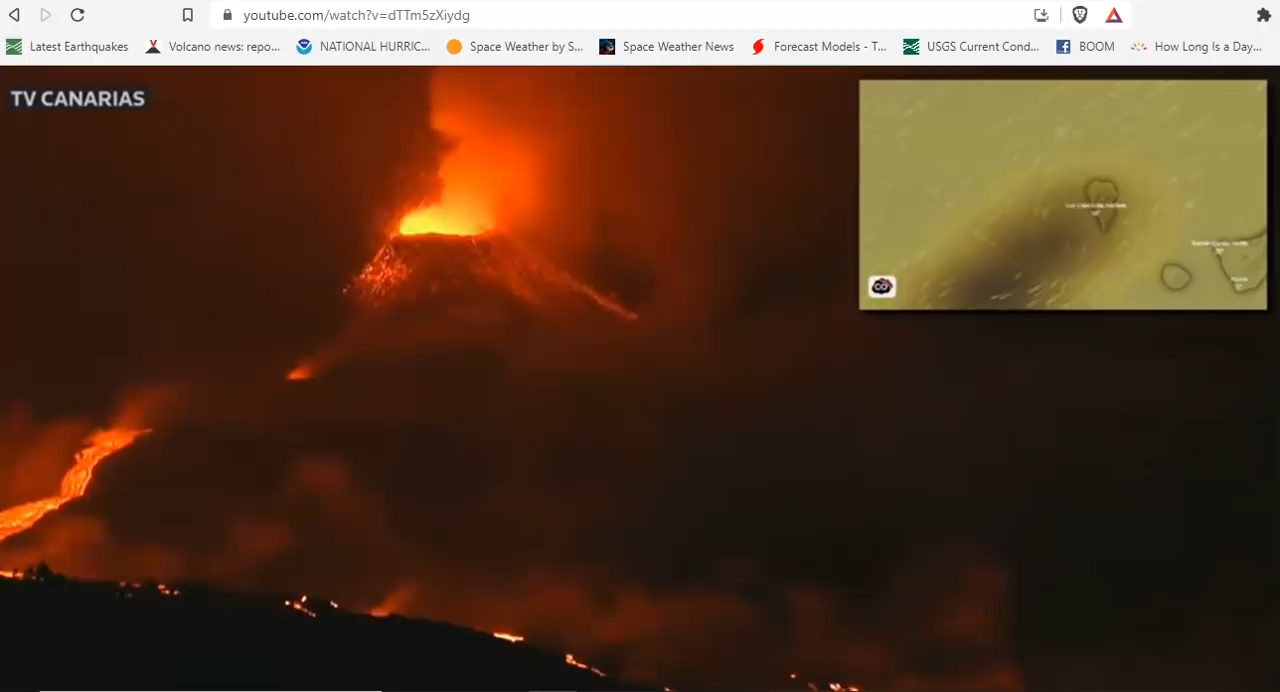 youtube.com/watch?v=dTTm5zXiydg
Latest Earthquakes Volcano news: repo... NATIONAL HURRIC... Space Weather by S... Space Weather News Forecast Models - T... USGS Current Cond... BOOM How Long Is a Day...
TV CANARIAS
CO